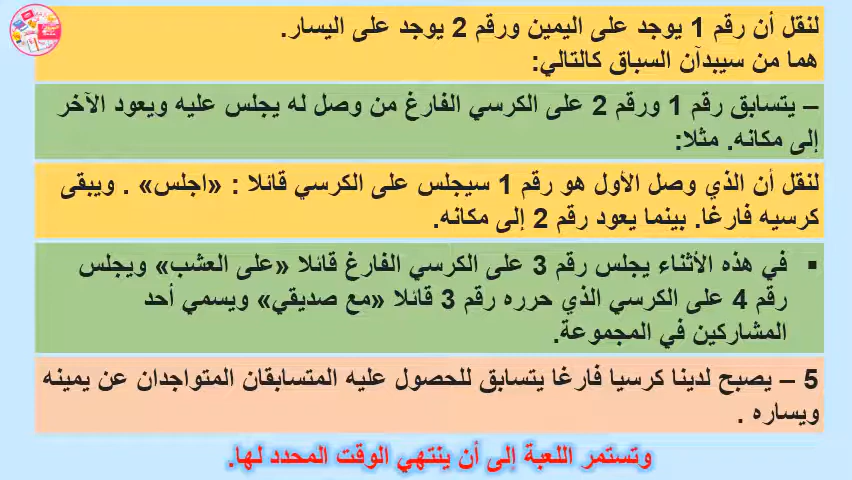 لنقل أن رقم 1 يوجد على اليمين ورقم 2 يوجد على اليسار.
هما من سيبدآن السباق كالتالي:
– يتسابق رقم 1 ورقم 2 على الكرسي الفارغ من وصل له يجلس عليه ويعود الآخر
إلى مكانه. مثلا:
لنقل أن الذي وصل الأول هو رقم 1 سيجلس على الكرسي قائلا : «اجلس» . ويبقى
كرسيه فارغا. بينما يعود رقم 2 إلى مكانه.
▪ في هذه الأثناء يجلس رقم 3 على الكرسي الفارغ قائلا «على العشب» ويجلس
رقم 4 على الكرسي الذي حرره رقم 3 قائلا «مع صديقي» ويسمي أحد
المشاركين في المجموعة.
5 – يصبح لدينا كرسيا فارغا يتسابق للحصول عليه المتسابقان المتواجدان عن يمينه
ويساره .
وتستمر اللعبة إلى أن ينتهي الوقت المحدد لها.